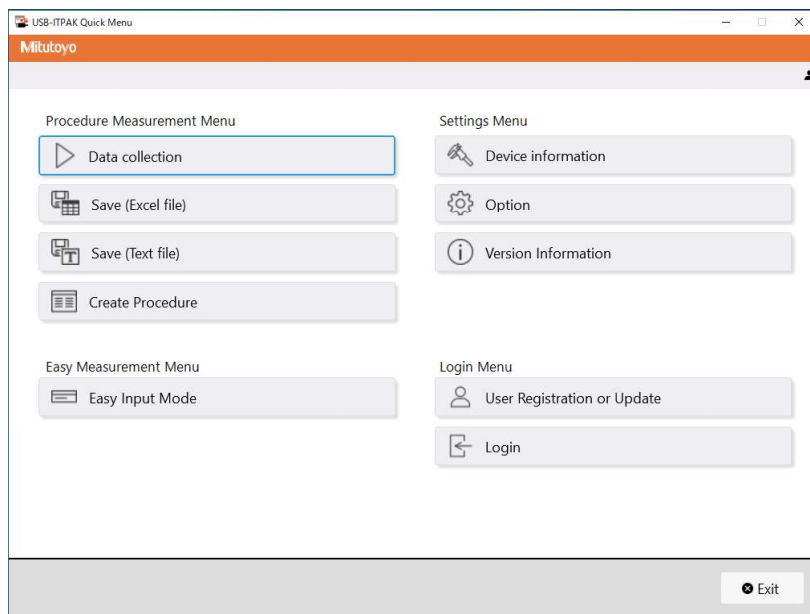 USB-ITPAK Quick Menu
Mitutoyo
Procedure Measurement Menu
Data collection
Save (Excel file)
Save (Text file)
Create Procedure
Easy Measurement Menu
Easy Input Mode
Settings Menu
Device information
Option
Version Information
Login Menu
User Registration or Update
Login
Exit